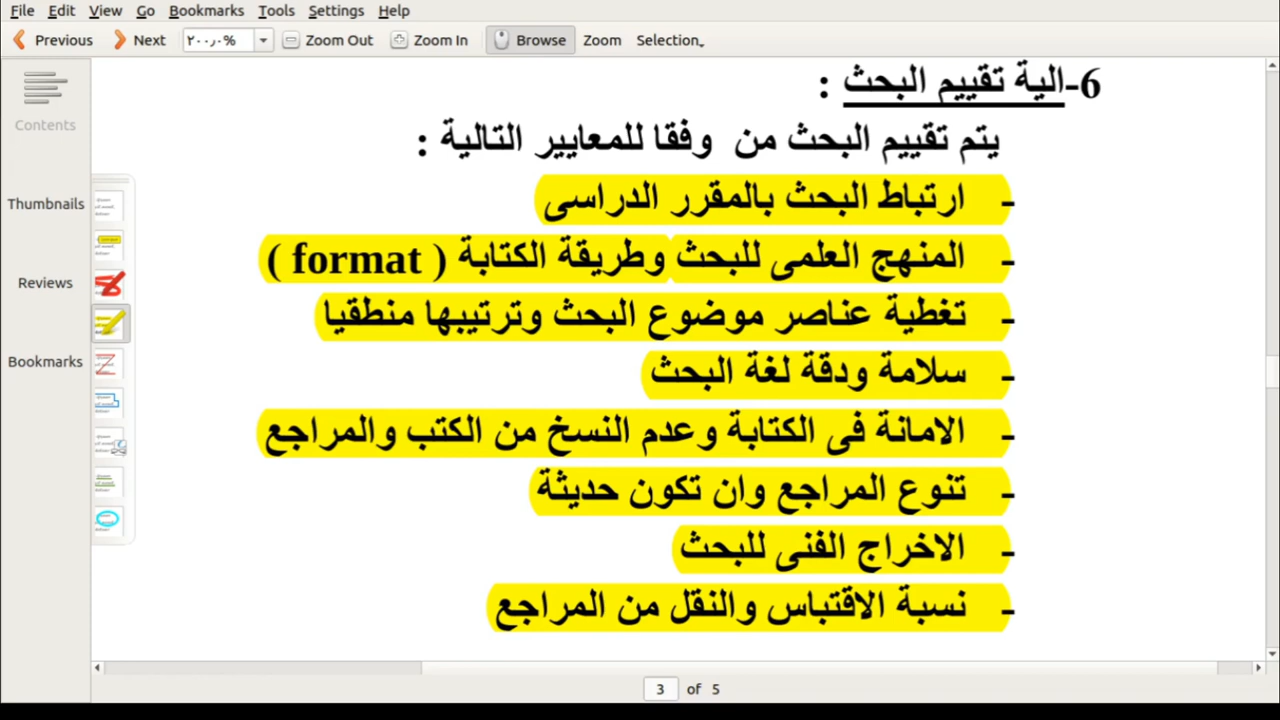 File Edit View Go Bookmarks Tools Settings Help
Previous Next ٢٠٠٫٠% Zoom Out Zoom In Browse Zoom Selection
Contents
Thumbnails
Reviews
Bookmarks
6-الية تقييم البحث :
يتم تقييم البحث من وفقا للمعايير التالية :
- ارتباط البحث بالمقرر الدراسى
- المنهج العلمى للبحث وطريقة الكتابة ( format )
- تغطية عناصر موضوع البحث وترتيبها منطقيا
- سلامة ودقة لغة البحث
- الامانة فى الكتابة وعدم النسخ من الكتب والمراجع
- تنوع المراجع وان تكون حديثة
- الاخراج الفنى للبحث
- نسبة الاقتباس والنقل من المراجع
3 of 5